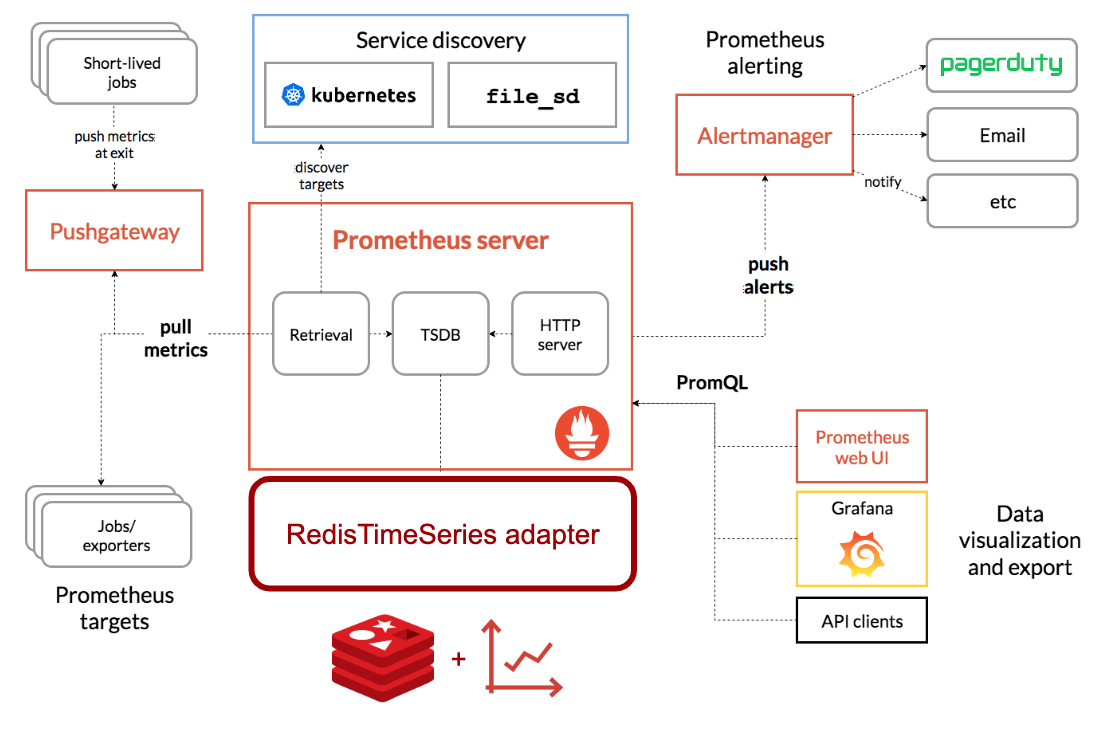 Short-lived
jobs
push metrics
at exit
Pushgateway
pull
metrics
Jobs/
exporters
Prometheus
targets
Service discovery
kubernetes
file_sd
discover
targets
Prometheus server
Retrieval
TSDB
HTTP
server
RedisTimeSeries adapter
+
Prometheus
alerting
Alertmanager
pagerduty
Email
notify
etc
push
alerts
PromQL
Prometheus
web UI
Grafana
API clients
Data
visualization
and export